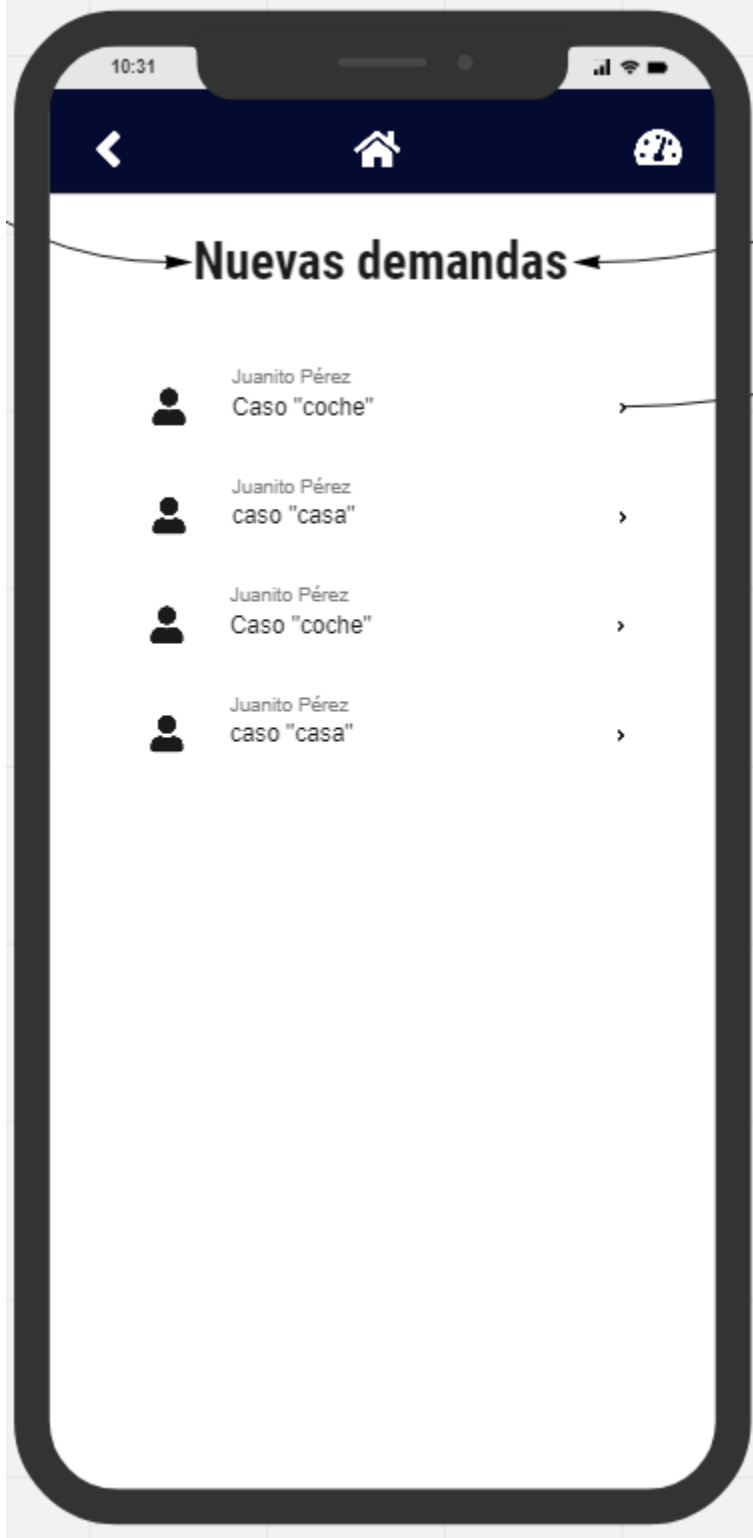 10:31
Nuevas demandas
Juanito Pérez
Caso "coche"
Juanito Pérez
caso "casa"
Juanito Pérez
Caso "coche"
Juanito Pérez
caso "casa"